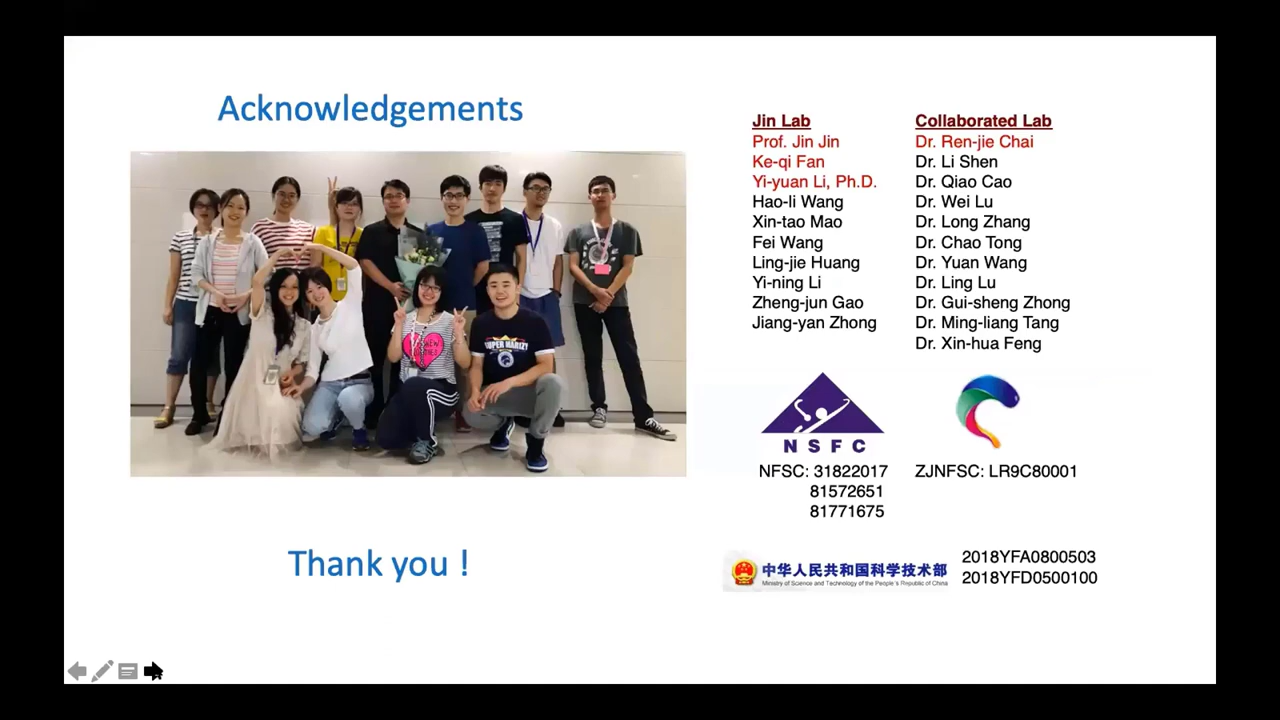 Acknowledgements
Jin Lab
Prof. Jin Jin
Ke-qi Fan
Yi-yuan Li, Ph.D.
Hao-li Wang
Xin-tao Mao
Fei Wang
Ling-jie Huang
Yi-ning Li
Zheng-jun Gao
Jiang-yan Zhong
Collaborated Lab
Dr. Ren-jie Chai
Dr. Li Shen
Dr. Qiao Cao
Dr. Wei Lu
Dr. Long Zhang
Dr. Chao Tong
Dr. Yuan Wang
Dr. Ling Lu
Dr. Gui-sheng Zhong
Dr. Ming-liang Tang
Dr. Xin-hua Feng
NSFC
NFSC: 31822017
81572651
81771675
ZJNFSC: LR9C80001
Thank you !
中华人民共和国科学技术部
Ministry of Science and Technology of the People's Republic of China
2018YFA0800503
2018YFD0500100